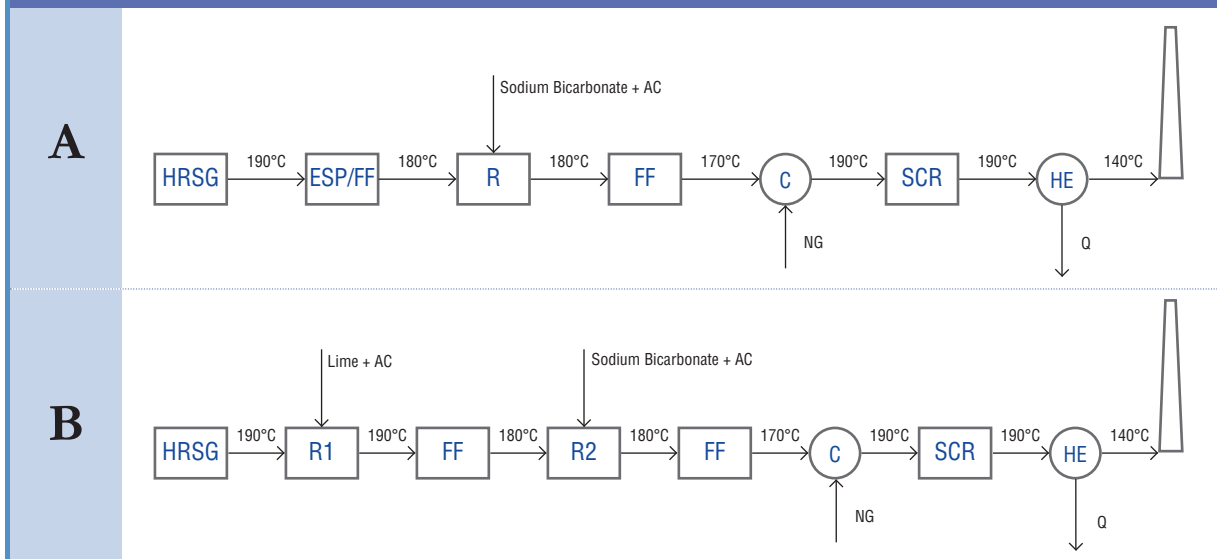 A
Sodium Bicarbonate + AC
HRSG 190°C ESP/FF 180°C R 180°C FF 170°C C 190°C SCR 190°C HE 140°C
NG
Q
B
Lime + AC
Sodium Bicarbonate + AC
HRSG 190°C R1 190°C FF 180°C R2 180°C FF 170°C C 190°C SCR 190°C HE 140°C
NG
Q